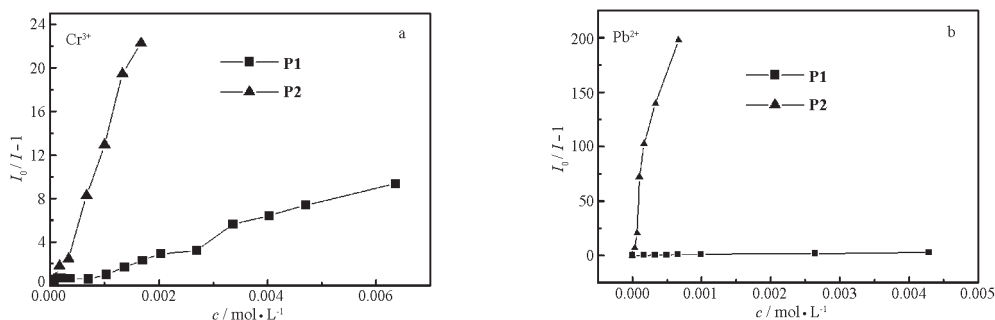 24
20
16
12
8
4
0
I₀ / I − 1
Cr³⁺
a
P1
P2
0.000
0.002
0.004
0.006
c / mol • L⁻¹
200
150
100
50
0
I₀ / I − 1
Pb²⁺
b
P1
P2
0.000
0.001
0.002
0.003
0.004
0.005
c / mol • L⁻¹